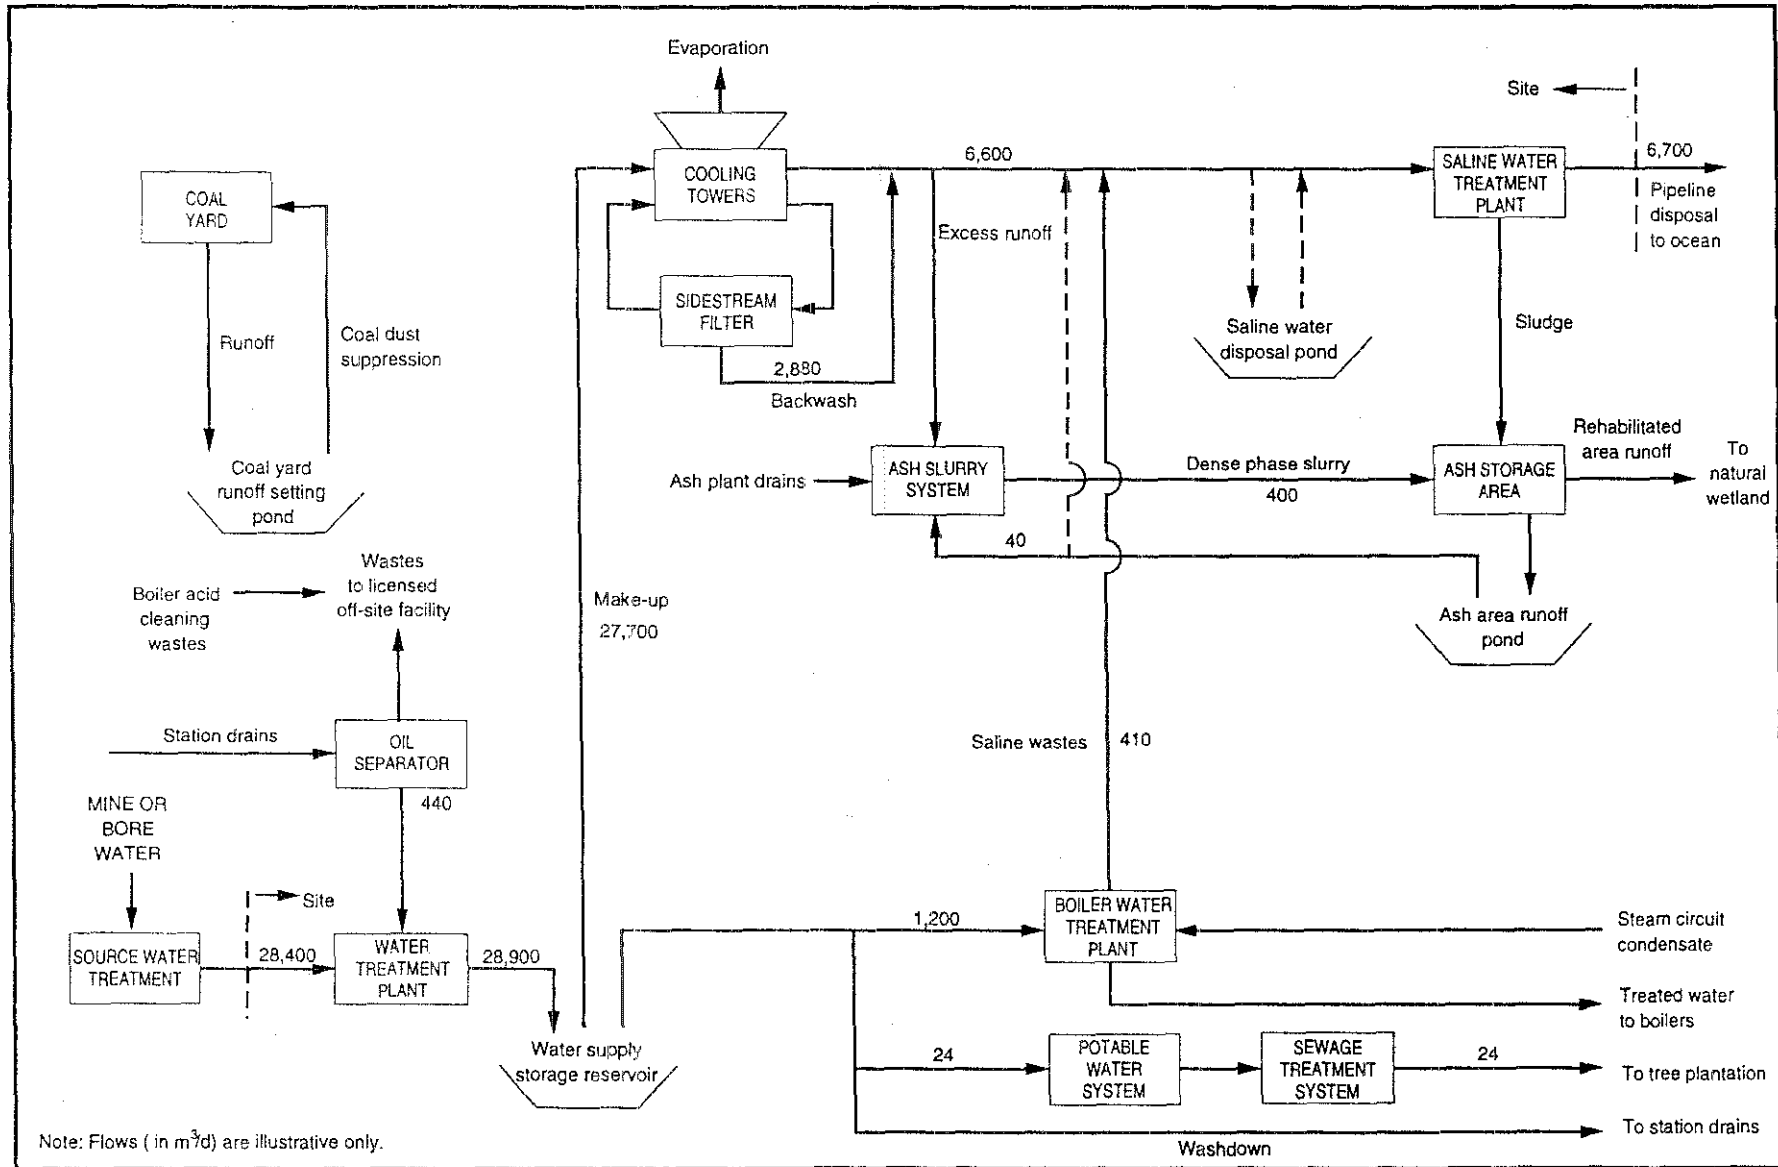 Evaporation
Site
COOLING
TOWERS
6,600
SALINE WATER
TREATMENT
PLANT
6,700
Pipeline
disposal
to ocean
COAL
YARD
Excess runoff
SIDESTREAM
FILTER
Runoff
Coal dust
suppression
2,880
Backwash
Saline water
disposal pond
Sludge
Coal yard
runoff setting
pond
Ash plant drains
ASH SLURRY
SYSTEM
Dense phase slurry
400
ASH STORAGE
AREA
Rehabilitated
area runoff
To
natural
wetland
40
Wastes
to licensed
off-site facility
Boiler acid
cleaning
wastes
Make-up
27,700
Ash area runoff
pond
Station drains
OIL
SEPARATOR
440
Saline wastes
410
MINE OR
BORE
WATER
Site
SOURCE WATER
TREATMENT
28,400
WATER
TREATMENT
PLANT
28,900
Water supply
storage reservoir
1,200
BOILER WATER
TREATMENT
PLANT
Steam circuit
condensate
Treated water
to boilers
24
POTABLE
WATER
SYSTEM
SEWAGE
TREATMENT
SYSTEM
24
To tree plantation
To station drains
Washdown
Note: Flows ( in m³/d) are illustrative only.